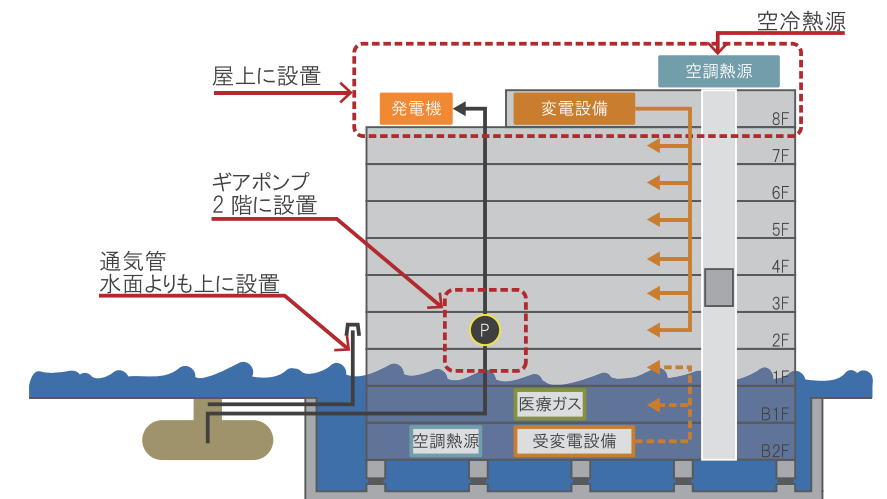 空冷熱源
屋上に設置
空調熱源
発電機
変電設備
8F
7F
6F
5F
4F
3F
2F
1F
B1F
B2F
ギアポンプ
2 階に設置
通気管
水面よりも上に設置
P
医療ガス
空調熱源
受変電設備